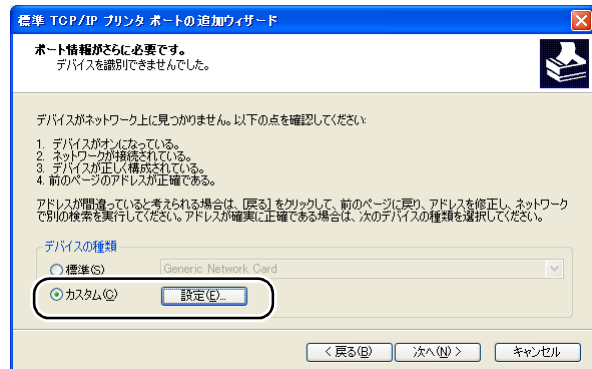 標準 TCP/IP プリンタ ポートの追加ウィザード
ポート情報がさらに必要です。
デバイスを識別できませんでした。
デバイスがネットワーク上に見つかりません。以下の点を確認してください:
1. デバイスがオンになっている。
2. ネットワークが接続されている。
3. デバイスが正しく構成されている。
4. 前のページのアドレスが正確である。
アドレスが間違っていると考えられる場合は、[戻る] をクリックして、前のページに戻り、アドレスを修正し、ネットワーク
で別の検索を実行してください。アドレスが確実に正確である場合は、次のデバイスの種類を選択してください。
デバイスの種類
標準(S)
Generic Network Card
カスタム(C)
設定(E)...
< 戻る(B)
次へ(N) >
キャンセル